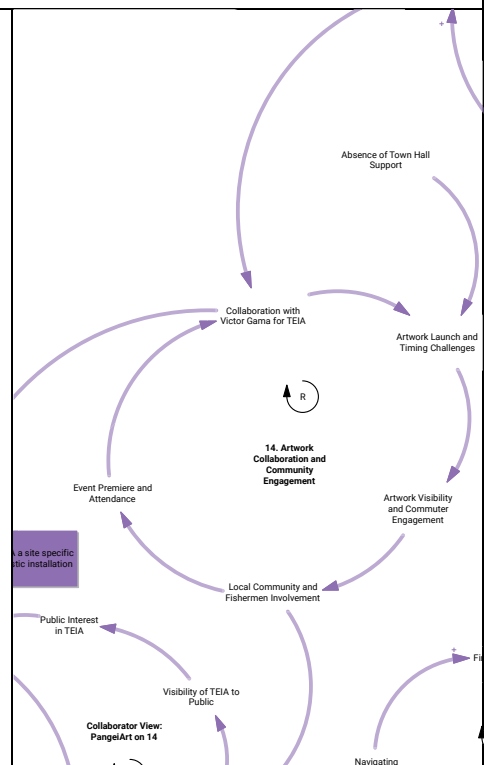 +
Absence of Town Hall
Support
Collaboration with
Victor Gama for TEIA
Artwork Launch and
Timing Challenges
R
14. Artwork
Collaboration and
Community
Engagement
Event Premiere and
Attendance
Artwork Visibility
and Commuter
Engagement
a site specific
stic installation
Local Community and
Fishermen Involvement
Public Interest
in TEIA
+
Fi
Visibility of TEIA to
Public
Collaborator View:
PangeiArt on 14
Navigating